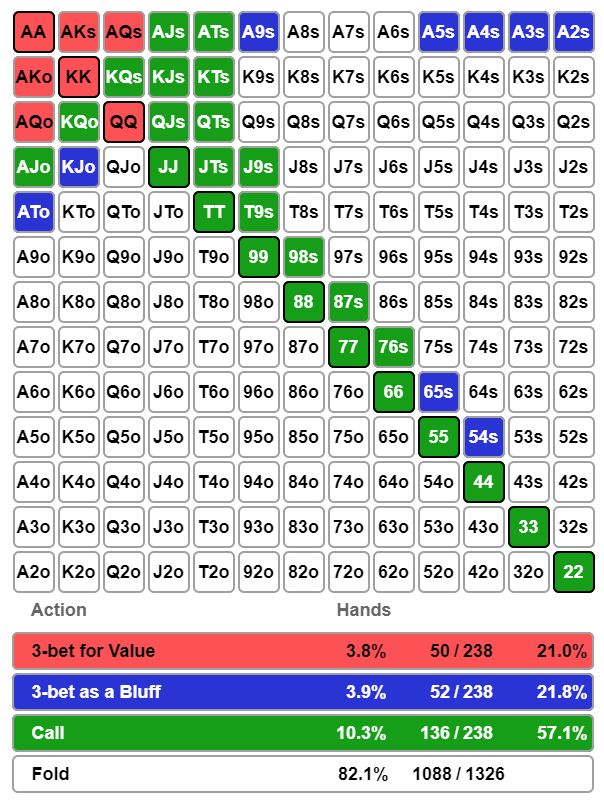 AA AKs AQs AJs ATs A9s A8s A7s A6s A5s A4s A3s A2s
AKo KK KQs KJs KTs K9s K8s K7s K6s K5s K4s K3s K2s
AQo KQo QQ QJs QTs Q9s Q8s Q7s Q6s Q5s Q4s Q3s Q2s
AJo KJo QJo JJ JTs J9s J8s J7s J6s J5s J4s J3s J2s
ATo KTo QTo JTo TT T9s T8s T7s T6s T5s T4s T3s T2s
A9o K9o Q9o J9o T9o 99 98s 97s 96s 95s 94s 93s 92s
A8o K8o Q8o J8o T8o 98o 88 87s 86s 85s 84s 83s 82s
A7o K7o Q7o J7o T7o 97o 87o 77 76s 75s 74s 73s 72s
A6o K6o Q6o J6o T6o 96o 86o 76o 66 65s 64s 63s 62s
A5o K5o Q5o J5o T5o 95o 85o 75o 65o 55 54s 53s 52s
A4o K4o Q4o J4o T4o 94o 84o 74o 64o 54o 44 43s 42s
A3o K3o Q3o J3o T3o 93o 83o 73o 63o 53o 43o 33 32s
A2o K2o Q2o J2o T2o 92o 82o 72o 62o 52o 42o 32o 22
Action Hands
3-bet for Value 3.8% 50 / 238 21.0%
3-bet as a Bluff 3.9% 52 / 238 21.8%
Call 10.3% 136 / 238 57.1%
Fold 82.1% 1088 / 1326